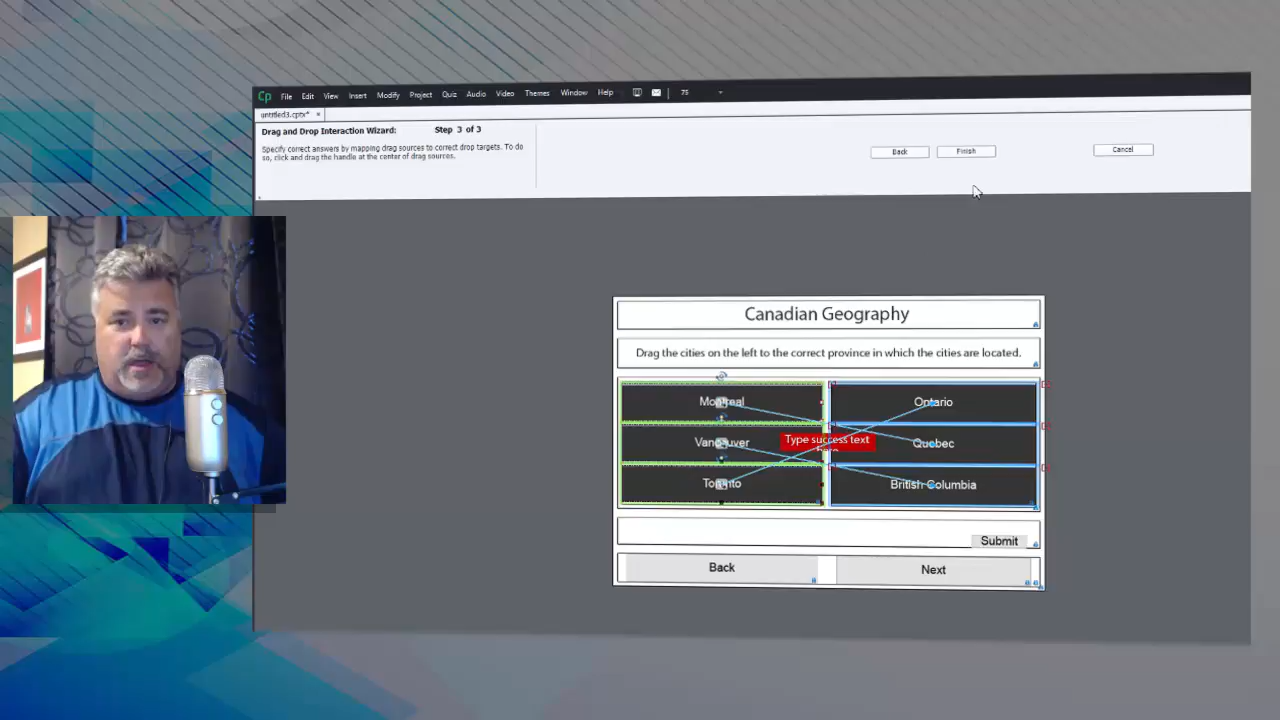 Cp File Edit View Insert Modify Project Quiz Audio Video Themes Window Help 75
untitled3.cptx* ×
Drag and Drop Interaction Wizard: Step 3 of 3
Specify correct answers by mapping drag sources to correct drop targets. To do
so, click and drag the handle at the center of drag sources.
Back Finish Cancel
Canadian Geography
Drag the cities on the left to the correct province in which the cities are located.
Montreal Ontario
Vancouver Quebec
Type success text
here
Toronto British Columbia
Submit
Back Next